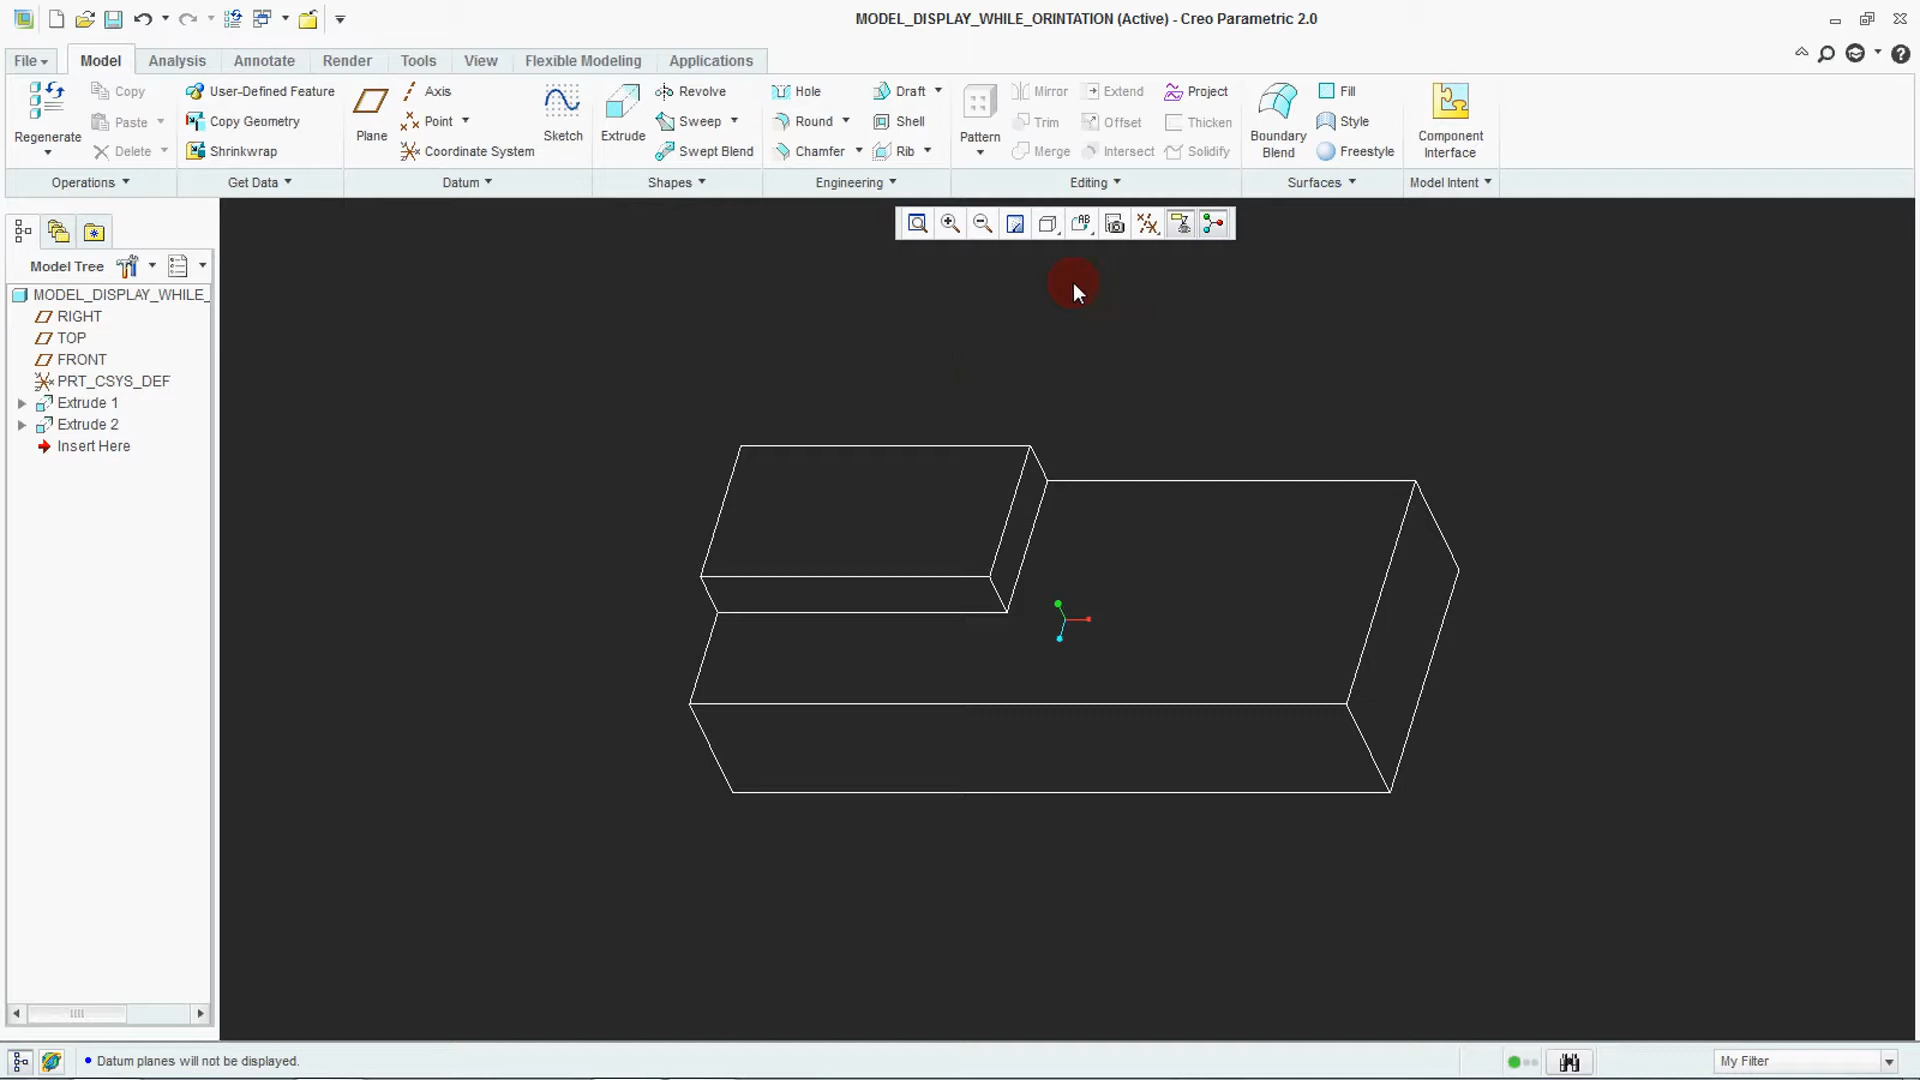 MODEL_DISPLAY_WHILE_ORINTATION (Active) - Creo Parametric 2.0
File Model Analysis Annotate Render Tools View Flexible Modeling Applications
Regenerate
Copy
Paste
Delete
Operations
User-Defined Feature
Copy Geometry
Shrinkwrap
Get Data
Plane
Axis
Point
Coordinate System
Sketch
Datum
Extrude
Revolve
Sweep
Swept Blend
Shapes
Hole
Round
Chamfer
Draft
Shell
Rib
Engineering
Pattern
Mirror
Trim
Merge
Extend
Offset
Intersect
Project
Thicken
Solidify
Editing
Boundary
Blend
Fill
Style
Freestyle
Surfaces
Component
Interface
Model Intent
AB
Model Tree
MODEL_DISPLAY_WHILE_
RIGHT
TOP
FRONT
PRT_CSYS_DEF
Extrude 1
Extrude 2
Insert Here
Datum planes will not be displayed.
My Filter